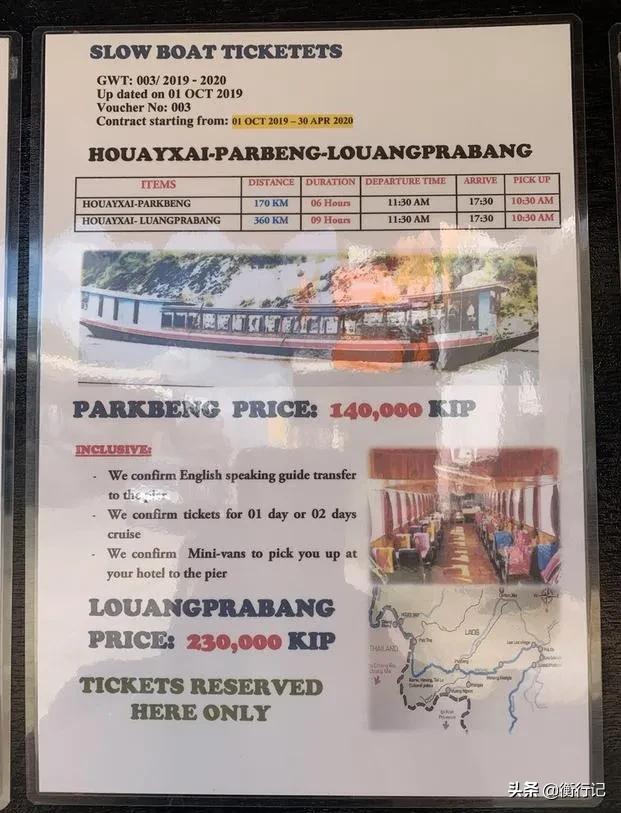 SLOW BOAT TICKETETS
GWT: 003/ 2019 - 2020
Up dated on 01 OCT 2019
Voucher No: 003
Contract starting from: 01 OCT 2019 – 30 APR 2020
HOUAYXAI-PARBENG-LOUANGPRABANG
ITEMS DISTANCE DURATION DEPARTURE TIME ARRIVE PICK UP
HOUAYXAI-PARKBENG 170 KM 06 Hours 11:30 AM 17:30 10:30 AM
HOUAYXAI- LUANGPRABANG 360 KM 09 Hours 11:30 AM 17:30 10:30 AM
PARKBENG PRICE: 140,000 KIP
INCLUSIVE:
- We confirm English speaking guide transfer
to the pier
- We confirm tickets for 01 day or 02 days
cruise
- We confirm Mini-vans to pick you up at
your hotel to the pier
LOUANGPRABANG
PRICE: 230,000 KIP
TICKETS RESERVED
HERE ONLY
LAOS
THAILAND
头条 @衡行记